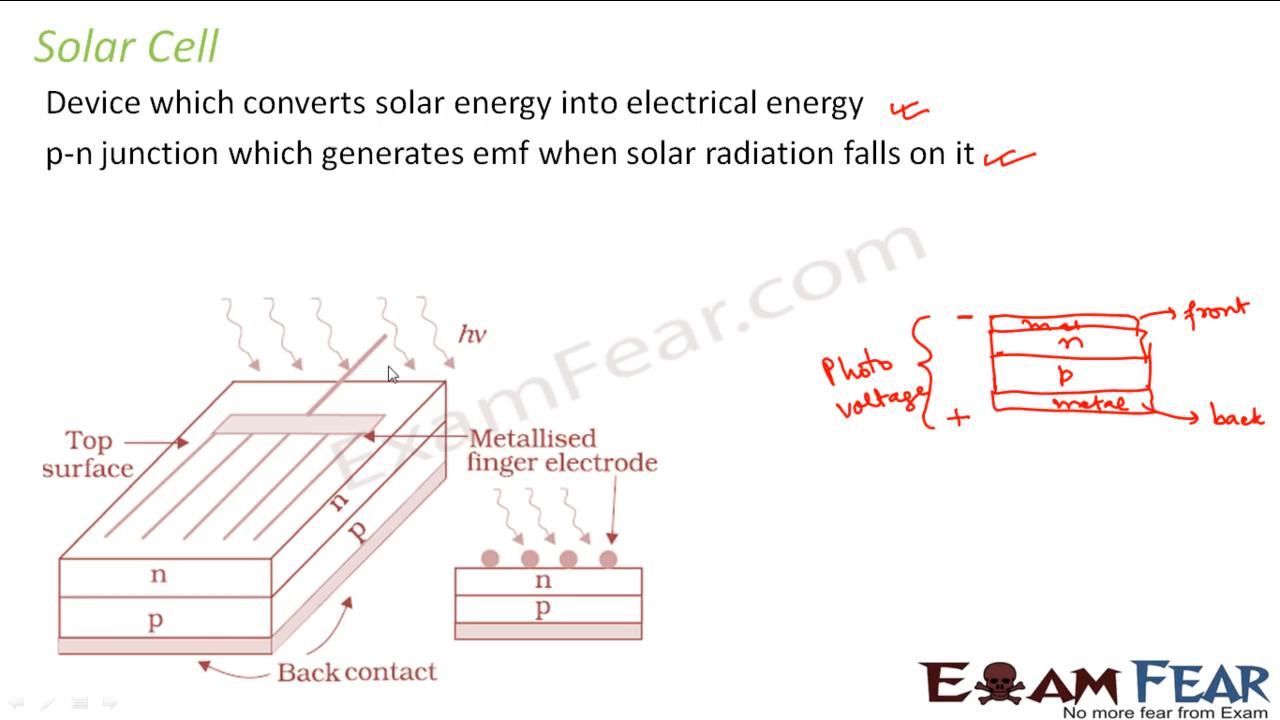 Solar Cell
Device which converts solar energy into electrical energy
p-n junction which generates emf when solar radiation falls on it
ExamFear.com
hν
Top
surface
Metallised
finger electrode
n
p
n
p
Back contact
n
p
Photo
voltage
-
+
met
n
p
metal
front
back
EXAM FEAR
No more fear from Exam